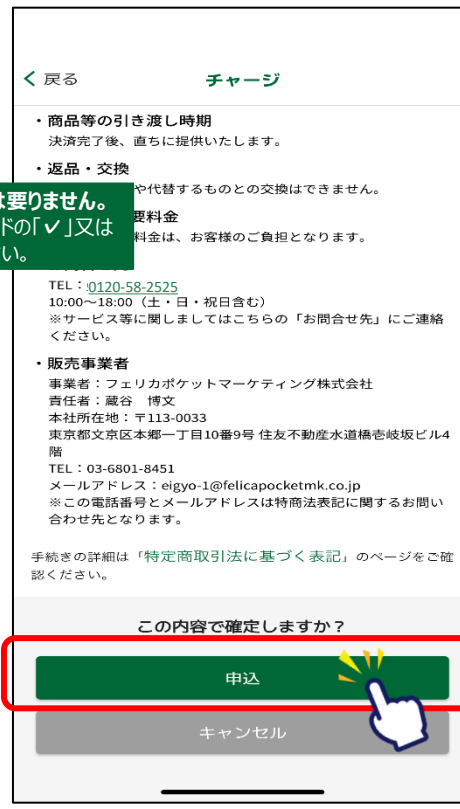 戻る
チャージ
・商品等の引き渡し時期
決済完了後、直ちに提供いたします。
・返品・交換
や代替するものとの交換はできません。
は要りません。
ドの「✓」又は
さい。
要料金
料金は、お客様のご負担となります。
TEL：0120-58-2525
10:00～18:00（土・日・祝日含む）
※サービス等に関しましてはこちらの「お問合せ先」にご連絡
ください。
・販売事業者
事業者：フェリカポケットマーケティング株式会社
責任者：蔵谷　博文
本社所在地：〒113-0033
東京都文京区本郷一丁目10番9号 住友不動産水道橋壱岐坂ビル4
階
TEL：03-6801-8451
メールアドレス：eigyo-1@felicapocketmk.co.jp
※この電話番号とメールアドレスは特商法表記に関するお問い
合わせ先となります。
手続きの詳細は「特定商取引法に基づく表記」のページをご確
認ください。
この内容で確定しますか？
申込
キャンセル